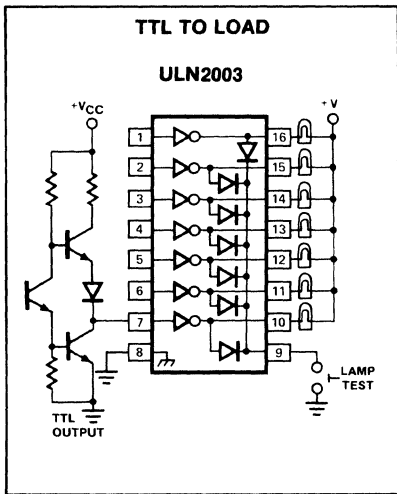 TTL TO LOAD
ULN2003
+VCC
+V
1
16
2
15
3
14
4
13
5
12
6
11
7
10
8
9
TTL
OUTPUT
LAMP
TEST